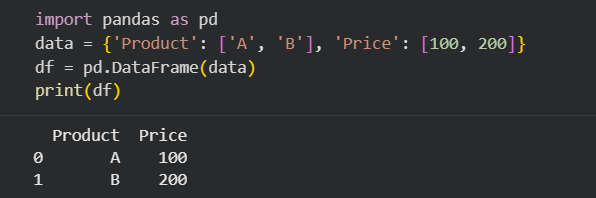 import pandas as pd
data = {'Product': ['A', 'B'], 'Price': [100, 200]}
df = pd.DataFrame(data)
print(df)
  Product  Price
0       A    100
1       B    200